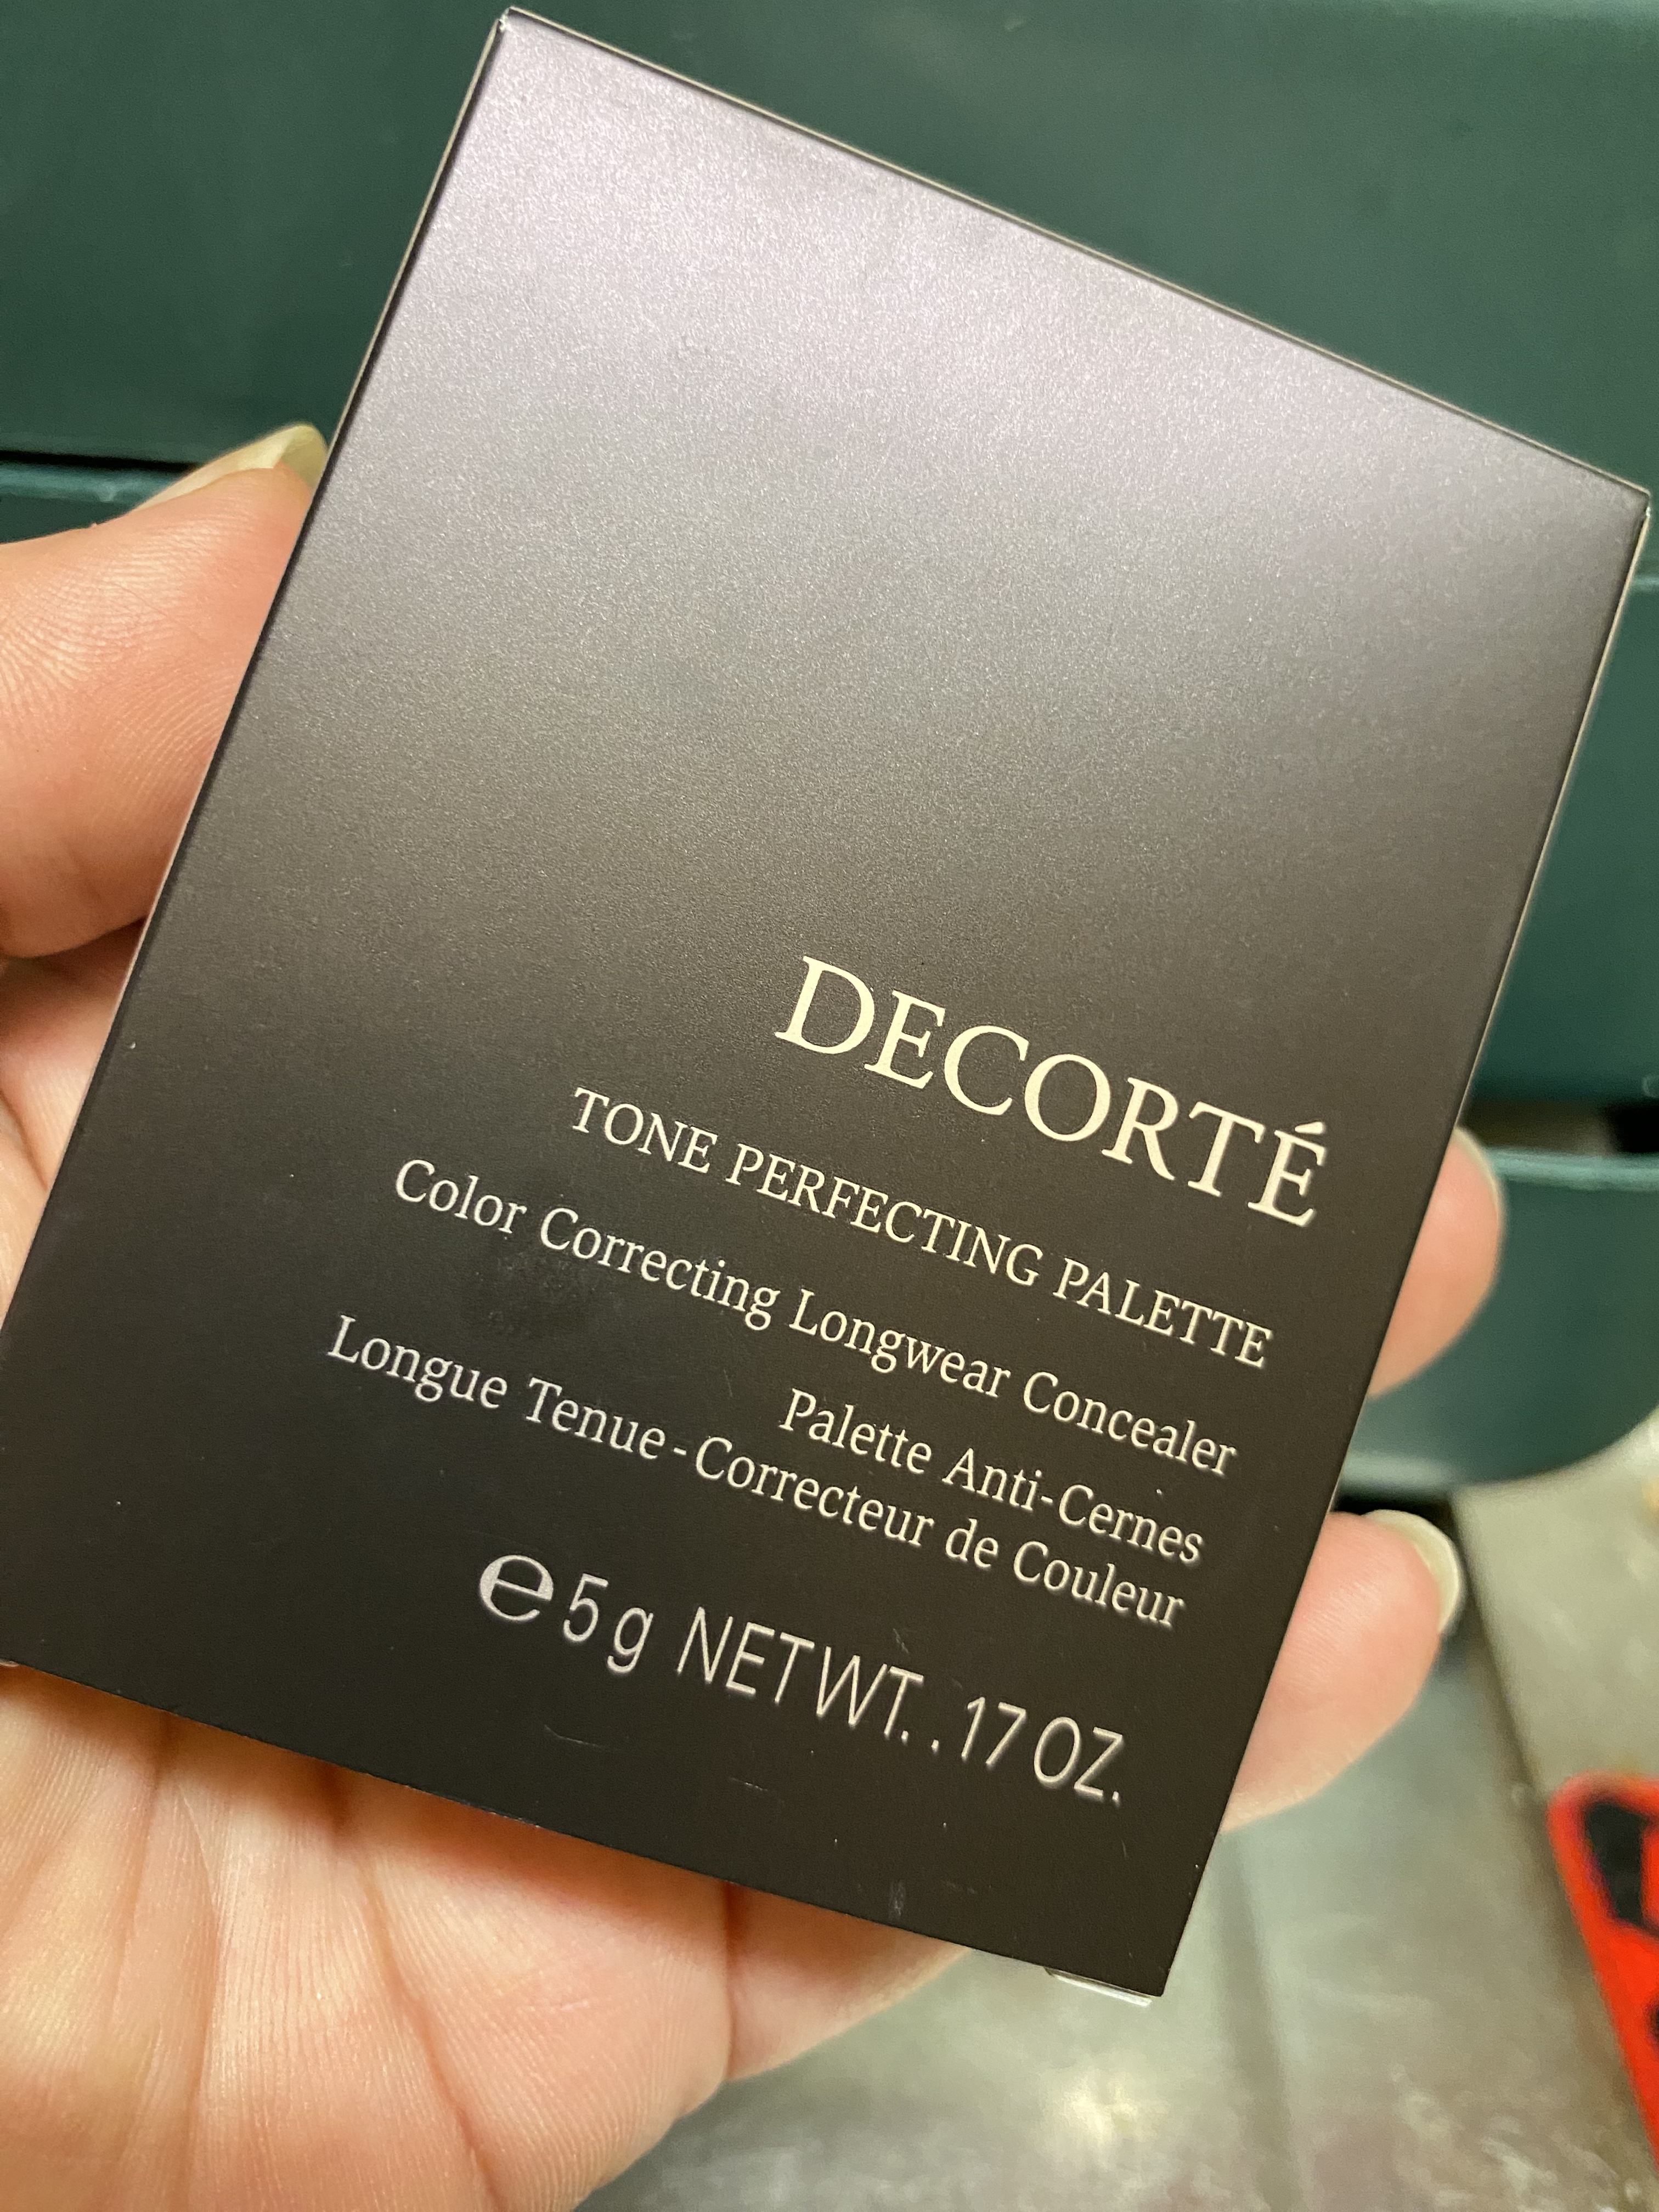 DECORTÉ
TONE PERFECTING PALETTE
Color Correcting Longwear Concealer
Palette Anti-Cernes
Longue Tenue-Correcteur de Couleur
℮ 5 g NET WT. .17 OZ.